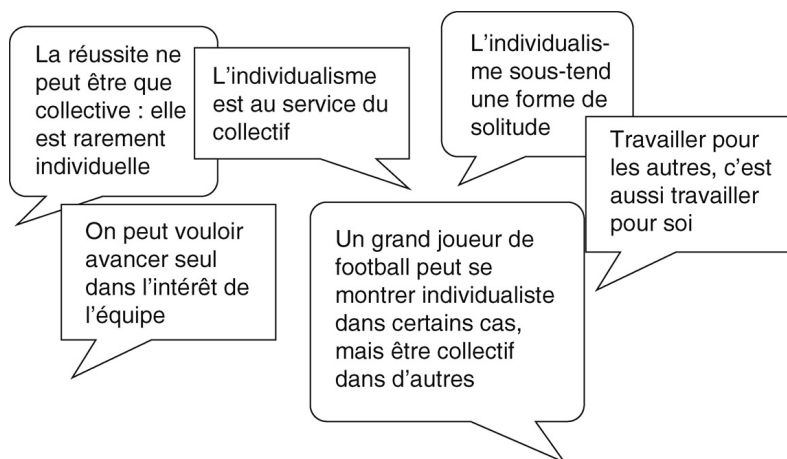 La réussite ne
peut être que
collective : elle
est rarement
individuelle
L'individualisme
est au service du
collectif
L'individualis-
me sous-tend
une forme de
solitude
Travailler pour
les autres, c'est
aussi travailler
pour soi
On peut vouloir
avancer seul
dans l'intérêt de
l'équipe
Un grand joueur de
football peut se
montrer individualiste
dans certains cas,
mais être collectif
dans d'autres